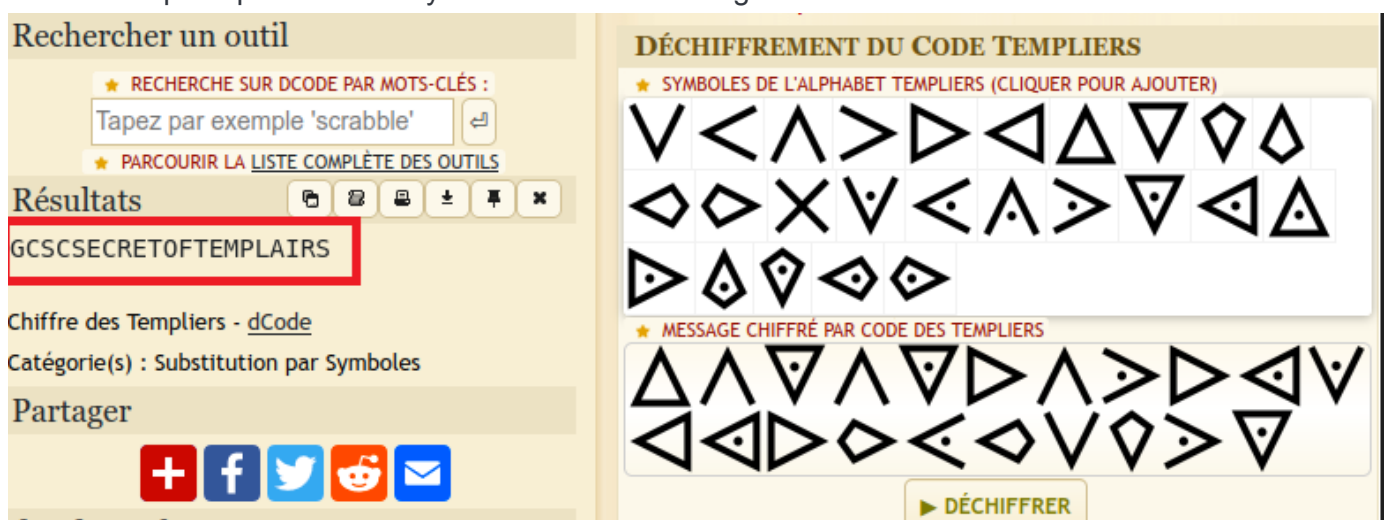 Rechercher un outil
★ RECHERCHE SUR DCODE PAR MOTS-CLÉS :
Tapez par exemple 'scrabble'
★ PARCOURIR LA LISTE COMPLÈTE DES OUTILS
Résultats
GCSCSECRETOFTEMPLAIRS
Chiffre des Templiers - dCode
Catégorie(s) : Substitution par Symboles
Partager
DÉCHIFFREMENT DU CODE TEMPLIERS
★ SYMBOLES DE L'ALPHABET TEMPLIERS (CLIQUER POUR AJOUTER)
★ MESSAGE CHIFFRÉ PAR CODE DES TEMPLIERS
► DÉCHIFFRER